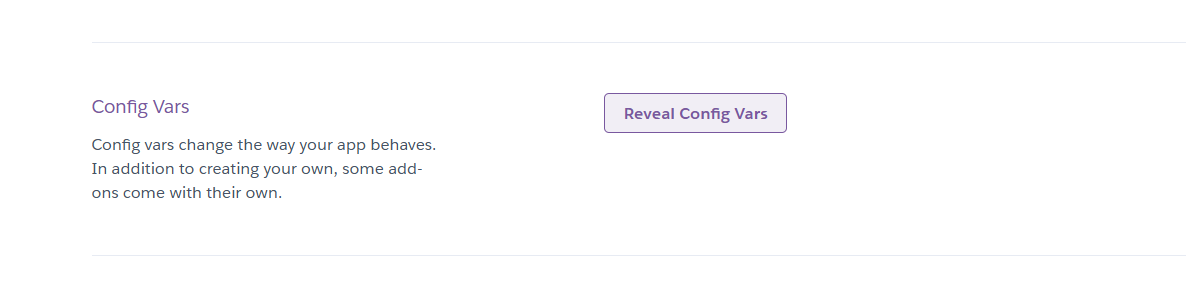 Config Vars
Reveal Config Vars
Config vars change the way your app behaves.
In addition to creating your own, some add-
ons come with their own.